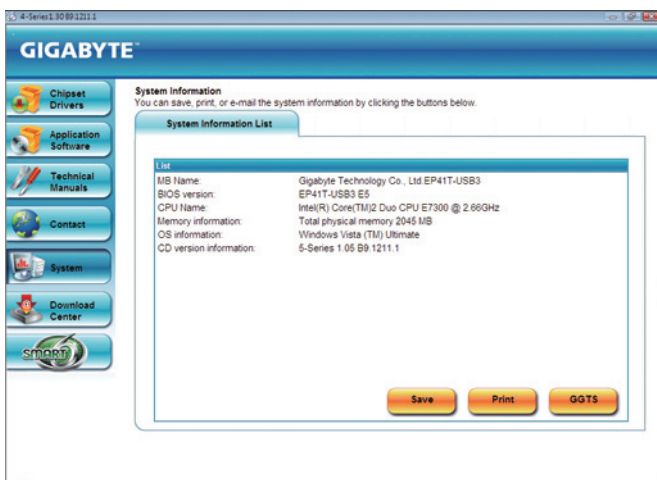 4-Series1.30 B9.1211.1
GIGABYTE™
Chipset
Drivers
Application
Software
Technical
Manuals
Contact
System
Download
Center
SMART6
System Information
You can save, print, or e-mail the system information by clicking the buttons below.
System Information List
List
MB Name: Gigabyte Technology Co., Ltd.EP41T-USB3
BIOS version: EP41T-USB3 E5
CPU Name: Intel(R) Core(TM)2 Duo CPU E7300 @ 2.66GHz
Memory information: Total physical memory 2045 MB
OS information: Windows Vista (TM) Ultimate
CD version information: 5-Series 1.05 B9.1211.1
Save Print GGTS